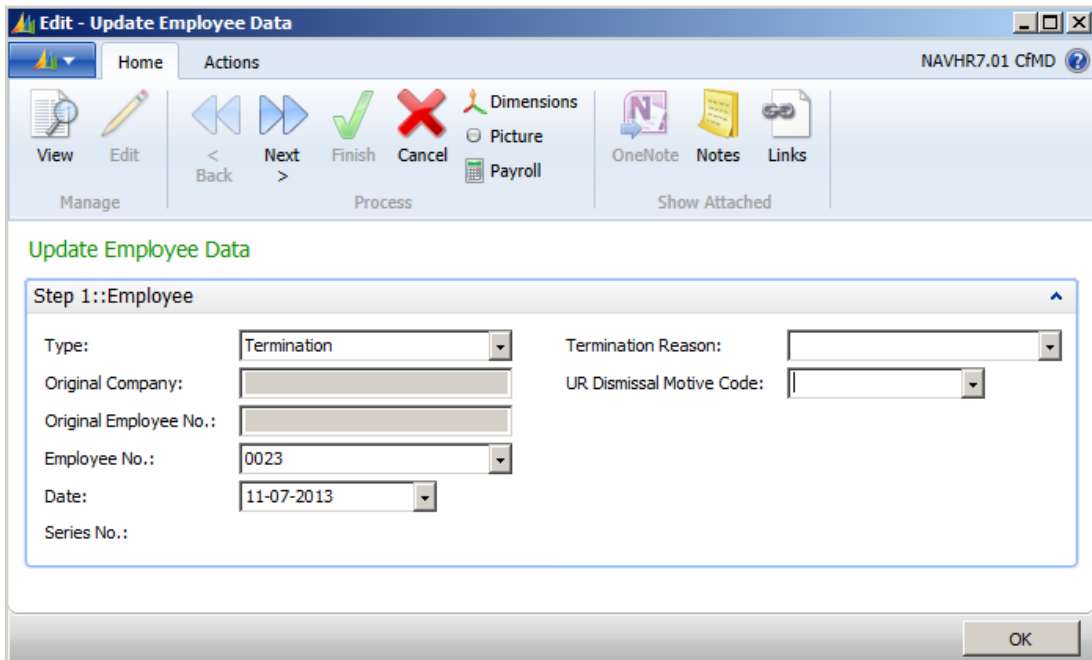 Edit - Update Employee Data
Home Actions NAVHR7.01 CfMD
View Edit < Back Next > Finish Cancel Dimensions Picture Payroll OneNote Notes Links
Manage Process Show Attached
Update Employee Data
Step 1::Employee
Type: Termination Termination Reason:
Original Company: UR Dismissal Motive Code:
Original Employee No.:
Employee No.: 0023
Date: 11-07-2013
Series No.:
OK